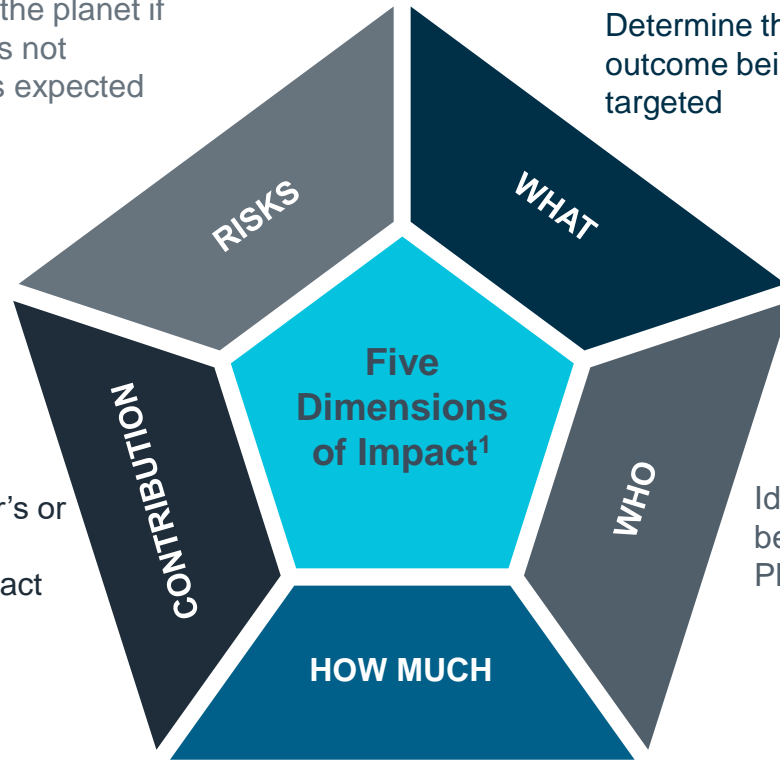 the planet if
s not
s expected
Determine th
outcome bei
targeted
RISKS
WHAT
Five
Dimensions
of Impact¹
CONTRIBUTION
WHO
r's or
act
Id
be
Pl
HOW MUCH